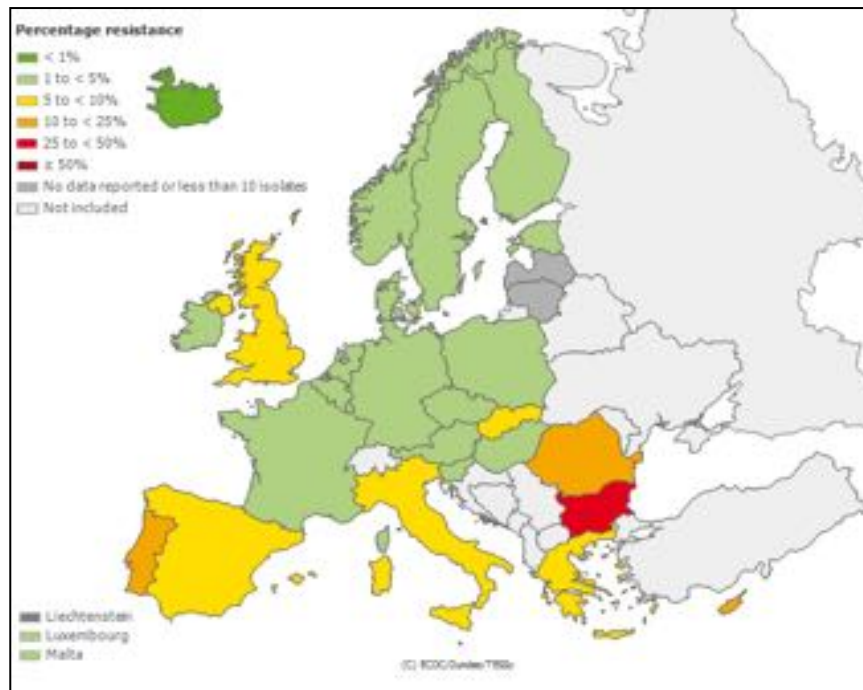 Percentage resistance
< 1%
1 to < 5%
5 to < 10%
10 to < 25%
25 to < 50%
≥ 50%
No data reported or less than 10 isolates
Not included
Liechtenstein
Luxembourg
Malta
(C) ECDC/Dundas/TESSy